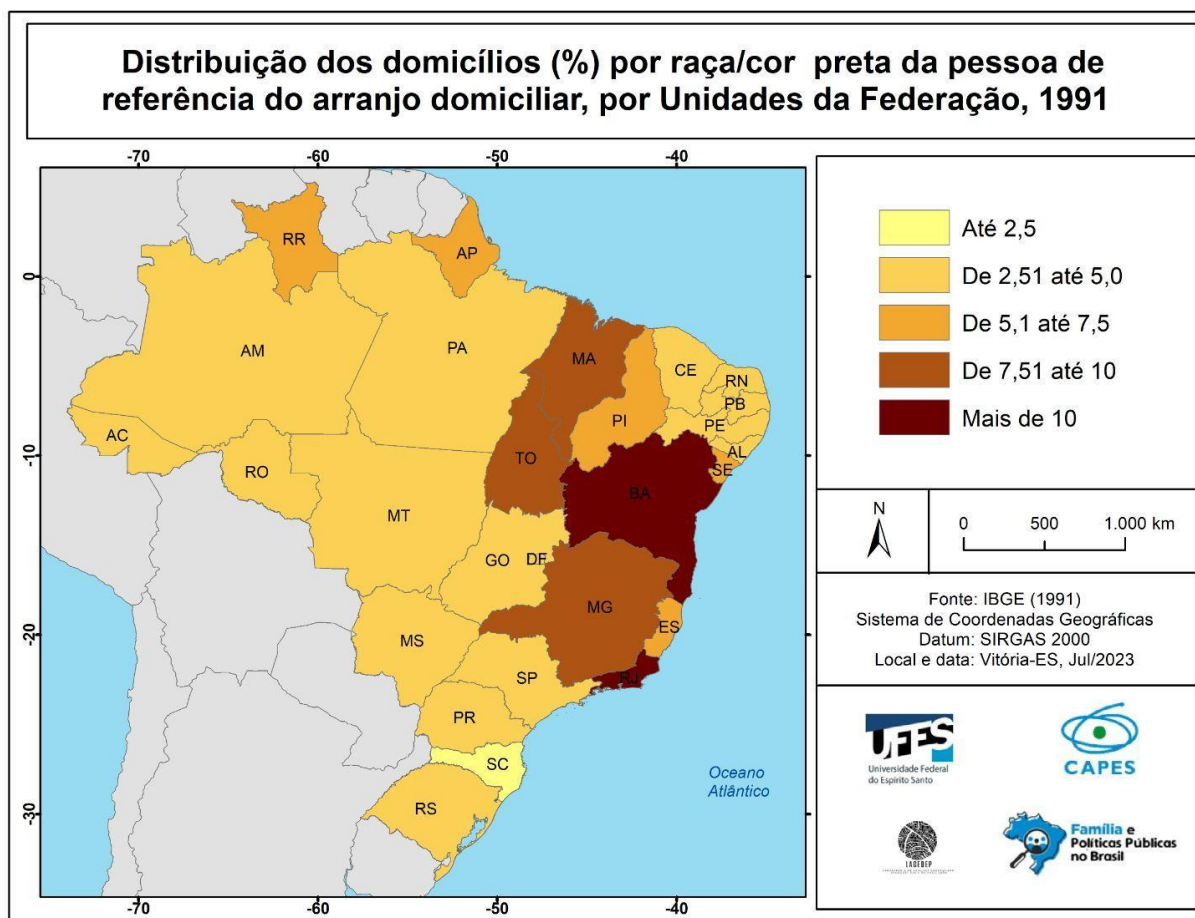 Distribuição dos domicílios (%) por raça/cor preta da pessoa de
referência do arranjo domiciliar, por Unidades da Federação, 1991
-70
-60
-50
-40
0
-10
-20
-30
RR
AP
AM
PA
MA
CE
RN
PB
PI
PE
AC
AL
TO
SE
RO
BA
MT
GO
DF
MG
ES
MS
SP
RJ
PR
SC
RS
Oceano
Atlântico
-70
-60
-50
-40
Até 2,5
De 2,51 até 5,0
De 5,1 até 7,5
De 7,51 até 10
Mais de 10
N
0 500 1.000 km
Fonte: IBGE (1991)
Sistema de Coordenadas Geográficas
Datum: SIRGAS 2000
Local e data: Vitória-ES, Jul/2023
UFES
Universidade Federal
do Espírito Santo
CAPES
LAGEDEP
Família e
Políticas Públicas
no Brasil